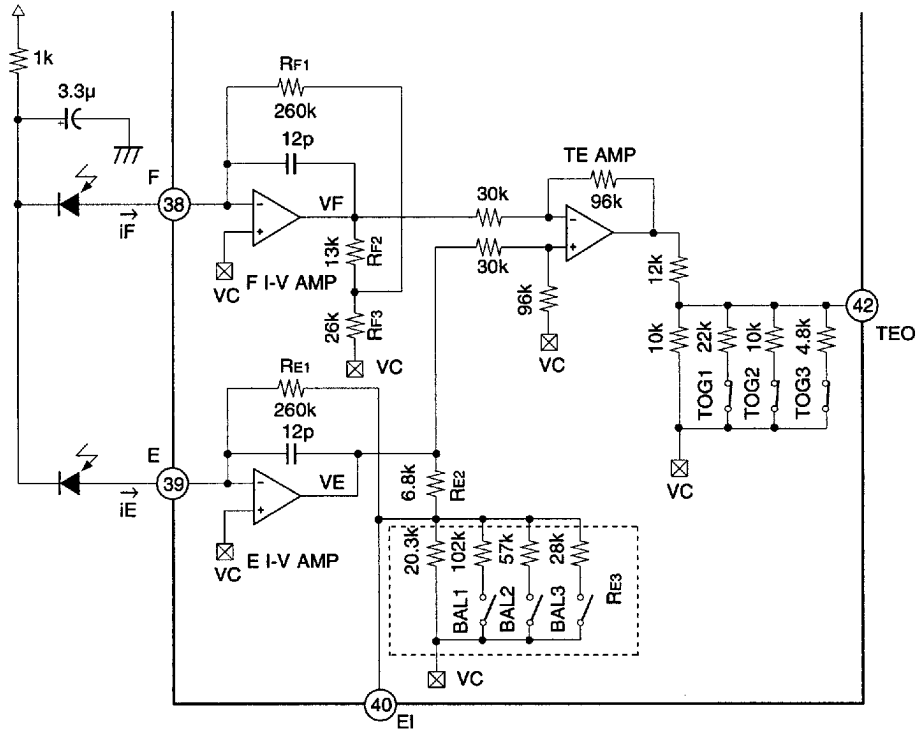 1k
3.3μ
+
RF1
260k
12p
F
38
iF
VF
VC
F I-V AMP
13k
RF2
26k
RF3
VC
30k
30k
TE AMP
96k
96k
VC
12k
42
TEO
10k
22k
10k
4.8k
TOG1
TOG2
TOG3
VC
RE1
260k
12p
E
39
iE
VE
VC
E I-V AMP
6.8k
RE2
20.3k
102k
57k
28k
BAL1
BAL2
BAL3
RE3
VC
40
EI